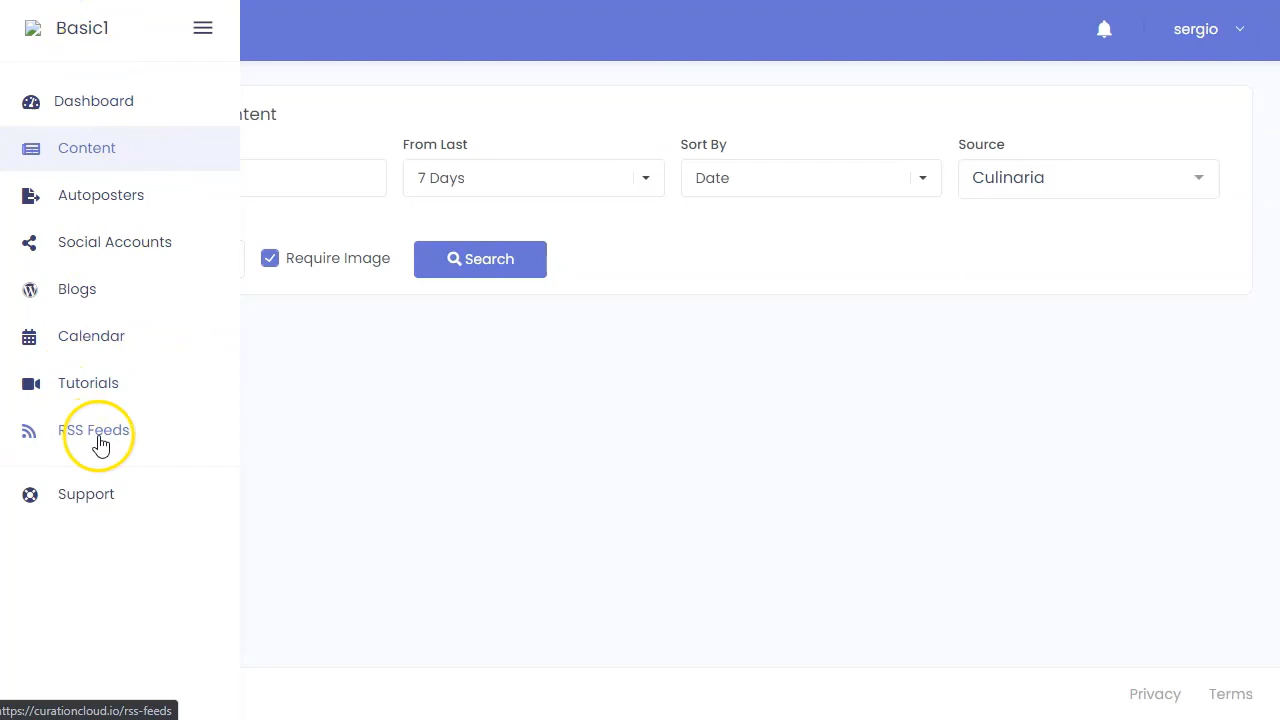 Basic1
sergio
Dashboard
Content
Autoposters
Social Accounts
Blogs
Calendar
Tutorials
RSS Feeds
Support
ntent
From Last
Sort By
Source
7 Days
Date
Culinaria
Require Image
Search
Privacy
Terms
https://curationcloud.io/rss-feeds